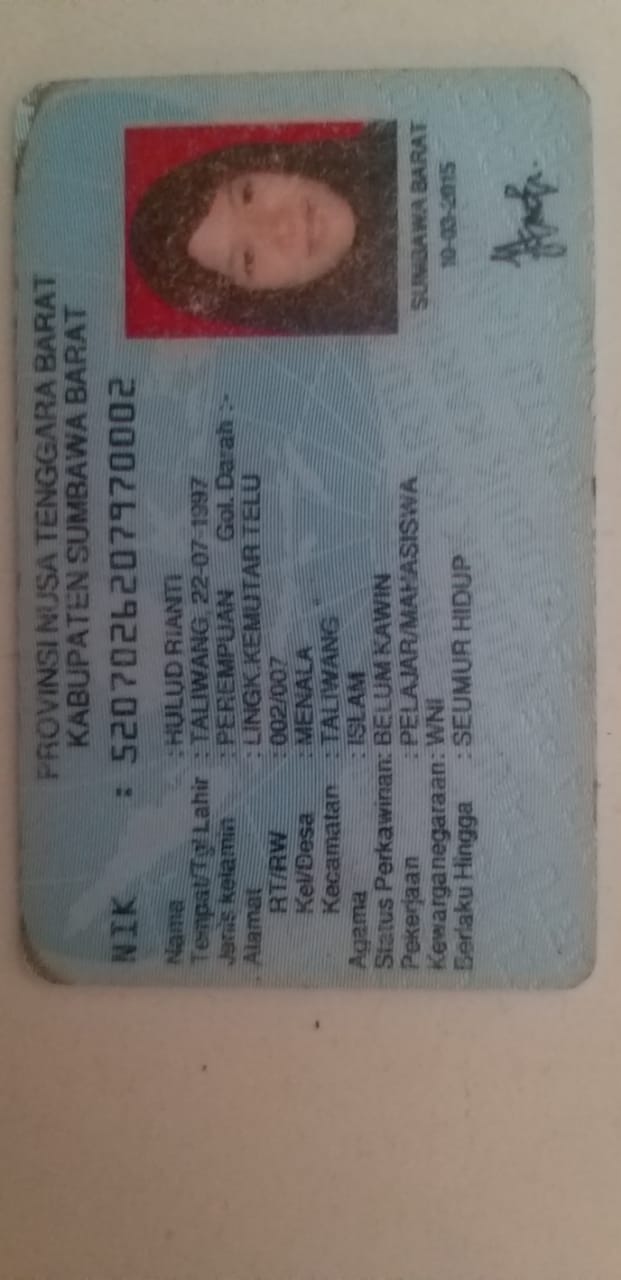 PROVINSI NUSA TENGGARA BARAT
KABUPATEN SUMBAWA BARAT
NIK : 5207026207970002
Nama : HULUD RIANTI
Tempat/Tgl Lahir : TALIWANG, 22-07-1997
Jenis kelamin : PEREMPUAN Gol. Darah :-
Alamat : LINGK.KEMUTAR TELU
RT/RW : 002/007
Kel/Desa : MENALA
Kecamatan : TALIWANG
Agama : ISLAM
Status Perkawinan: BELUM KAWIN
Pekerjaan : PELAJAR/MAHASISWA
Kewarganegaraan: WNI
Berlaku Hingga : SEUMUR HIDUP
SUMBAWA BARAT
10-03-2015